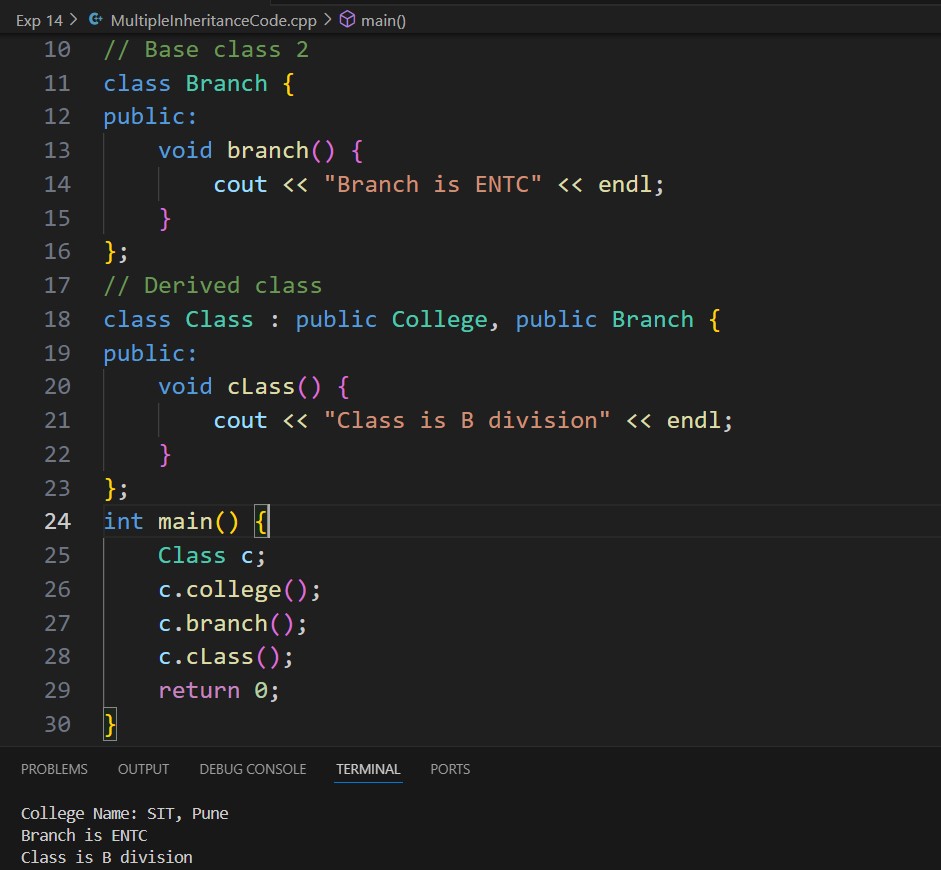 Exp 14 > MultipleInheritanceCode.cpp > main()
10 // Base class 2
11 class Branch {
12 public:
13     void branch() {
14         cout << "Branch is ENTC" << endl;
15     }
16 };
17 // Derived class
18 class Class : public College, public Branch {
19 public:
20     void cLass() {
21         cout << "Class is B division" << endl;
22     }
23 };
24 int main() {
25     Class c;
26     c.college();
27     c.branch();
28     c.cLass();
29     return 0;
30 }
PROBLEMS OUTPUT DEBUG CONSOLE TERMINAL PORTS
College Name: SIT, Pune
Branch is ENTC
Class is B division